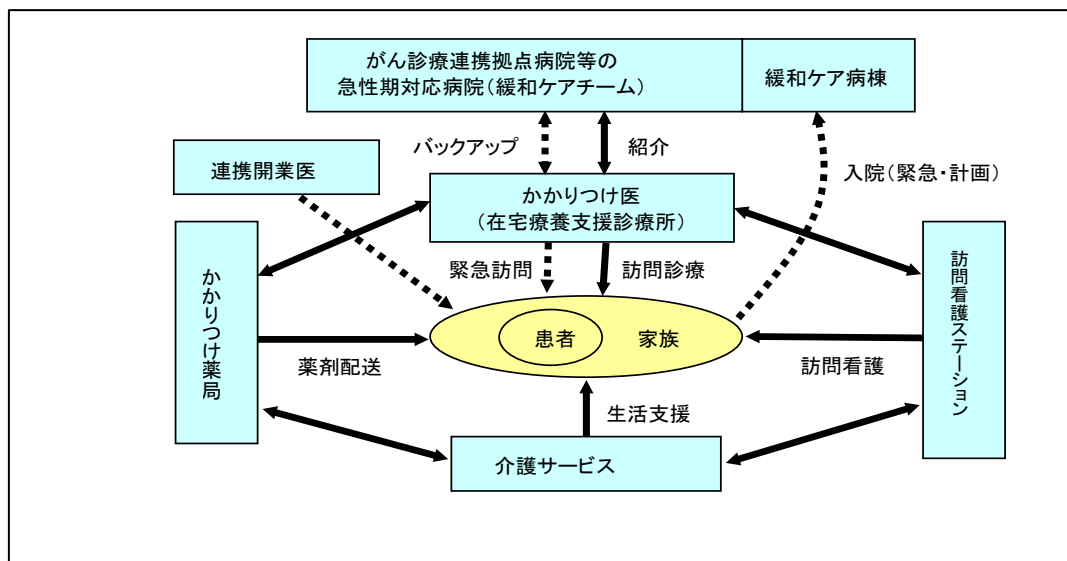 がん診療連携拠点病院等の
急性期対応病院(緩和ケアチーム)
緩和ケア病棟
バックアップ
紹介
連携開業医
入院(緊急・計画)
かかりつけ医
(在宅療養支援診療所)
緊急訪問
訪問診療
かかりつけ薬局
訪問看護ステーション
患者
家族
薬剤配送
訪問看護
生活支援
介護サービス